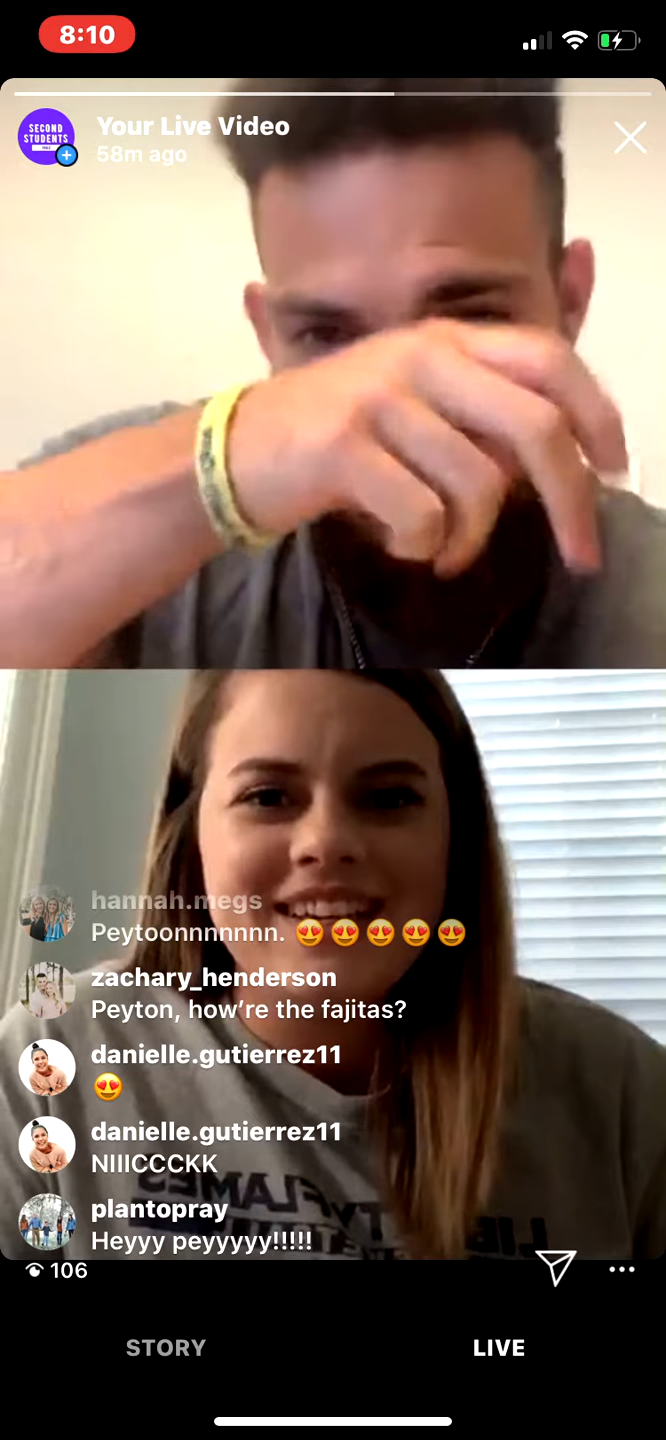 8:10
SECOND
STUDENTS
Your Live Video
58m ago
hannah.megs
Peytoonnnnnnn. 😍😍😍😍😍
zachary_henderson
Peyton, how’re the fajitas?
danielle.gutierrez11
😍
danielle.gutierrez11
NIIICCCKK
plantopray
Heyyy peyyyyy!!!!!
106
STORY
LIVE